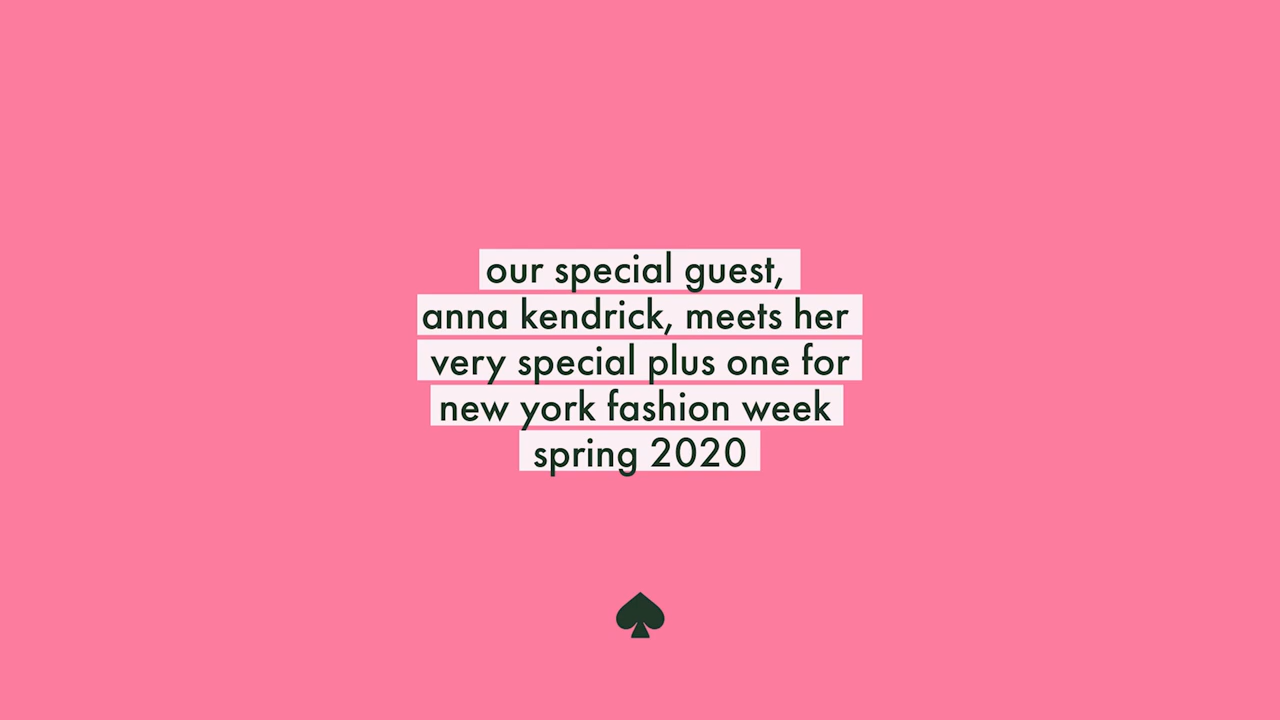 our special guest,
anna kendrick, meets her
very special plus one for
new york fashion week
spring 2020